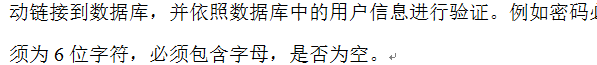 动链接到数据库，并依照数据库中的用户信息进行验证。例如密码必
须为 6 位字符，必须包含字母，是否为空。